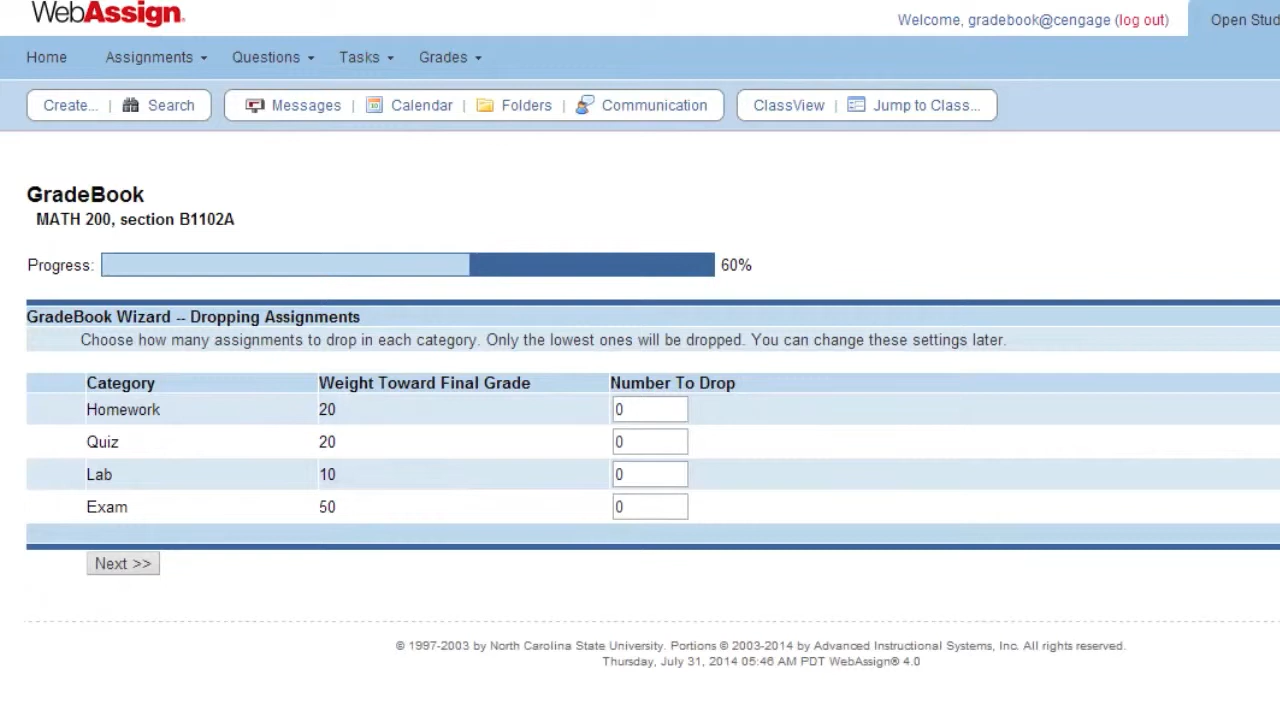 WebAssign.
Welcome, gradebook@cengage (log out)
Open Stud
Home Assignments Questions Tasks Grades
Create... | Search Messages | Calendar | Folders | Communication ClassView | Jump to Class...
GradeBook
MATH 200, section B1102A
Progress: 60%
GradeBook Wizard -- Dropping Assignments
Choose how many assignments to drop in each category. Only the lowest ones will be dropped. You can change these settings later.
Category Weight Toward Final Grade Number To Drop
Homework 20 0
Quiz 20 0
Lab 10 0
Exam 50 0
Next >>
© 1997-2003 by North Carolina State University. Portions © 2003-2014 by Advanced Instructional Systems, Inc. All rights reserved.
Thursday, July 31, 2014 05:46 AM PDT WebAssign® 4.0